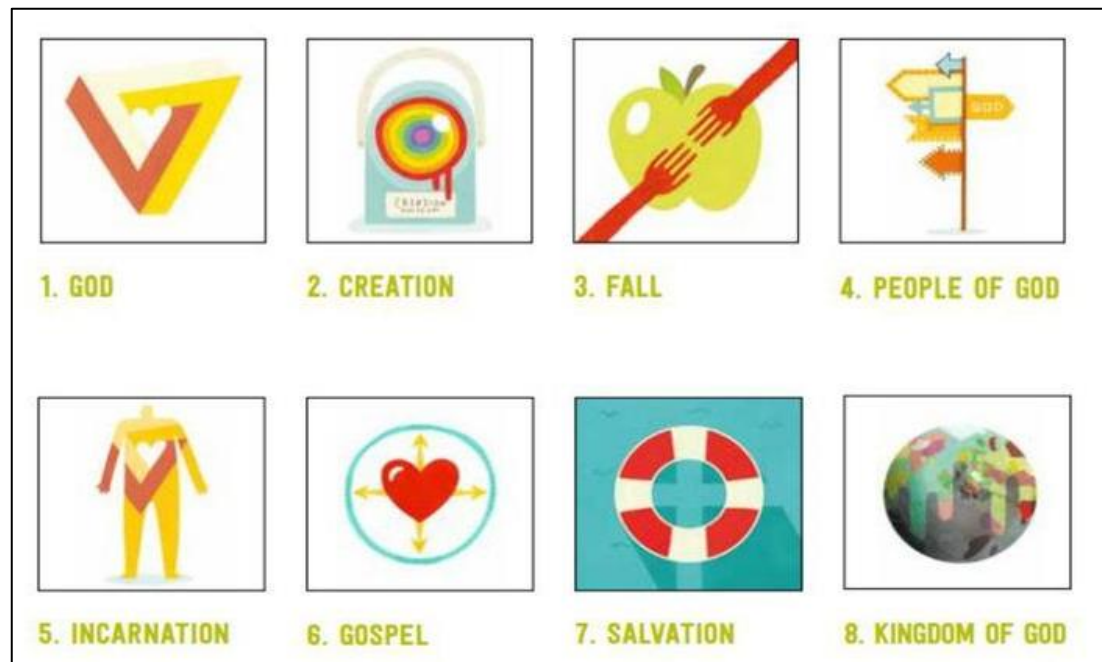 1. GOD
2. CREATION
3. FALL
GOD
4. PEOPLE OF GOD
5. INCARNATION
6. GOSPEL
7. SALVATION
8. KINGDOM OF GOD